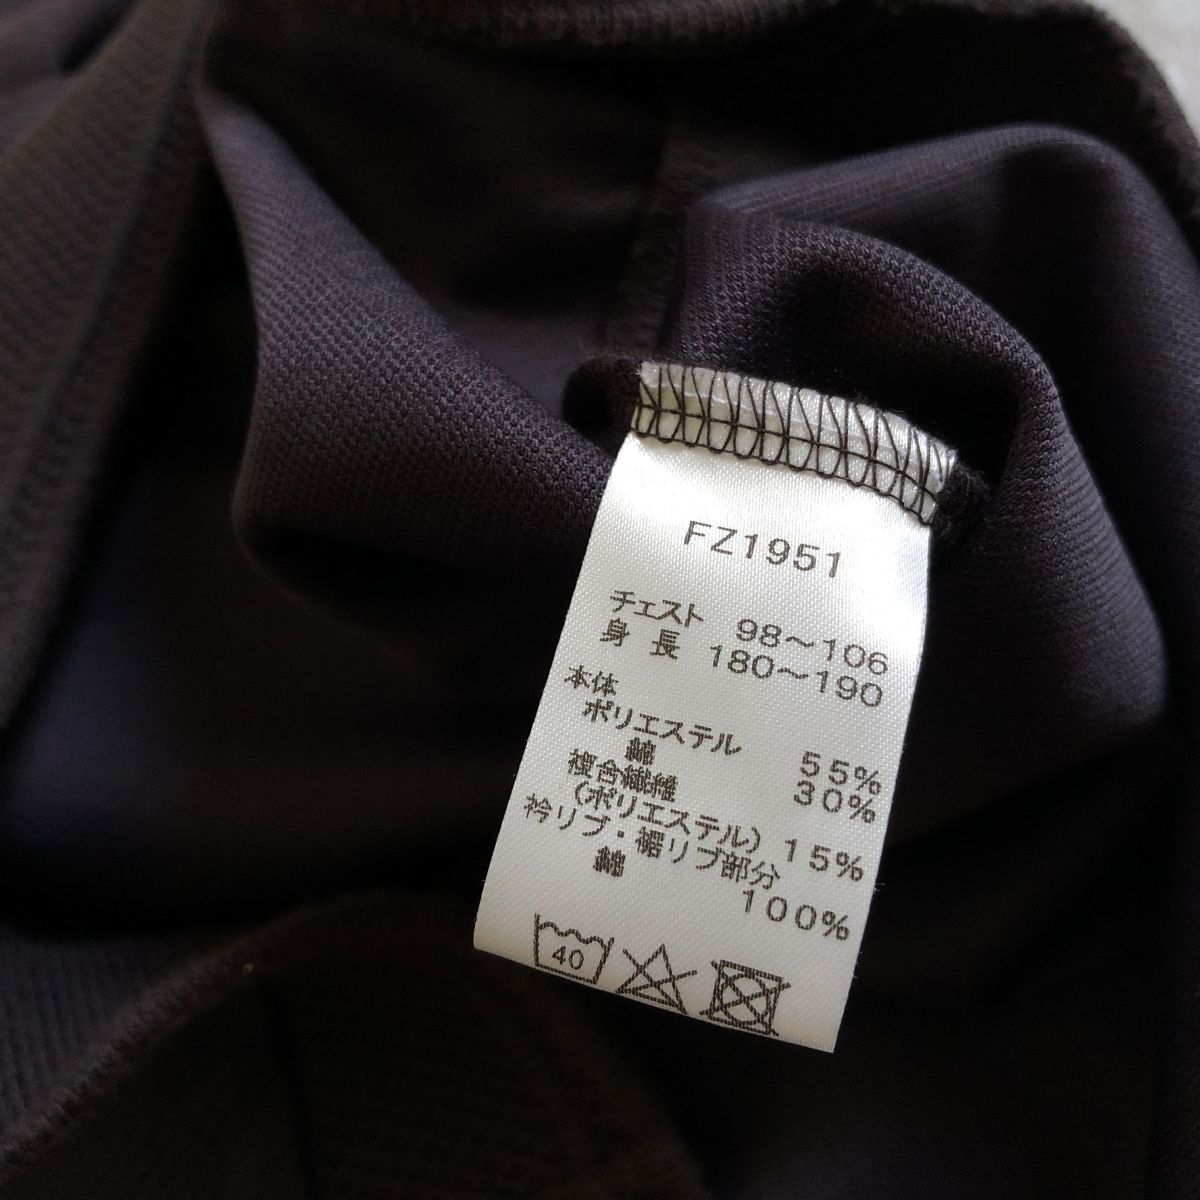 FZ1951
チェスト 98～106
身長 180～190
本体
ポリエステル 55%
綿 30%
複合繊維
(ポリエステル) 15%
衿リブ・裾リブ部分
綿 100%
40